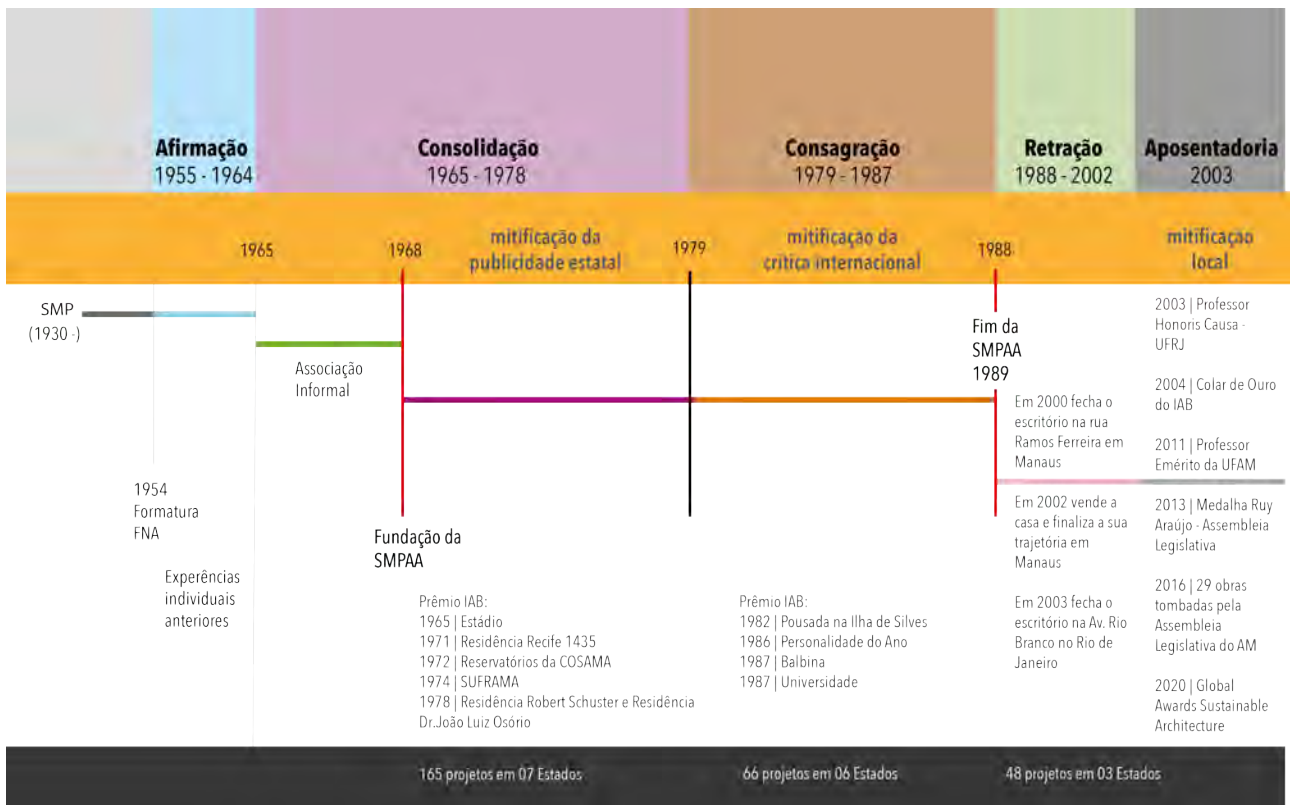 Afirmação
1955 - 1964
Consolidação
1965 - 1978
Consagração
1979 - 1987
Retração
1988 - 2002
Aposentadoria
2003
1965
1968
mitificação da
publicidade estatal
1979
mitificação da
crítica internacional
1988
mitificação
local
SMP
(1930 -)
Associação
Informal
1954
Formatura
FNA
Experências
individuais
anteriores
Fundação da
SMPAA
Prêmio IAB:
1965 | Estádio
1971 | Residência Recife 1435
1972 | Reservatórios da COSAMA
1974 | SUFRAMA
1978 | Residência Robert Schuster e Residência
Dr.João Luiz Osório
Prêmio IAB:
1982 | Pousada na Ilha de Silves
1986 | Personalidade do Ano
1987 | Balbina
1987 | Universidade
Fim da
SMPAA
1989
Em 2000 fecha o
escritório na rua
Ramos Ferreira em
Manaus
Em 2002 vende a
casa e finaliza a sua
trajetória em
Manaus
Em 2003 fecha o
escritório na Av. Rio
Branco no Rio de
Janeiro
2003 | Professor
Honoris Causa -
UFRJ
2004 | Colar de Ouro
do IAB
2011 | Professor
Emérito da UFAM
2013 | Medalha Ruy
Araújo - Assembleia
Legislativa
2016 | 29 obras
tombadas pela
Assembleia
Legislativa do AM
2020 | Global
Awards Sustainable
Architecture
165 projetos em 07 Estados
66 projetos em 06 Estados
48 projetos em 03 Estados